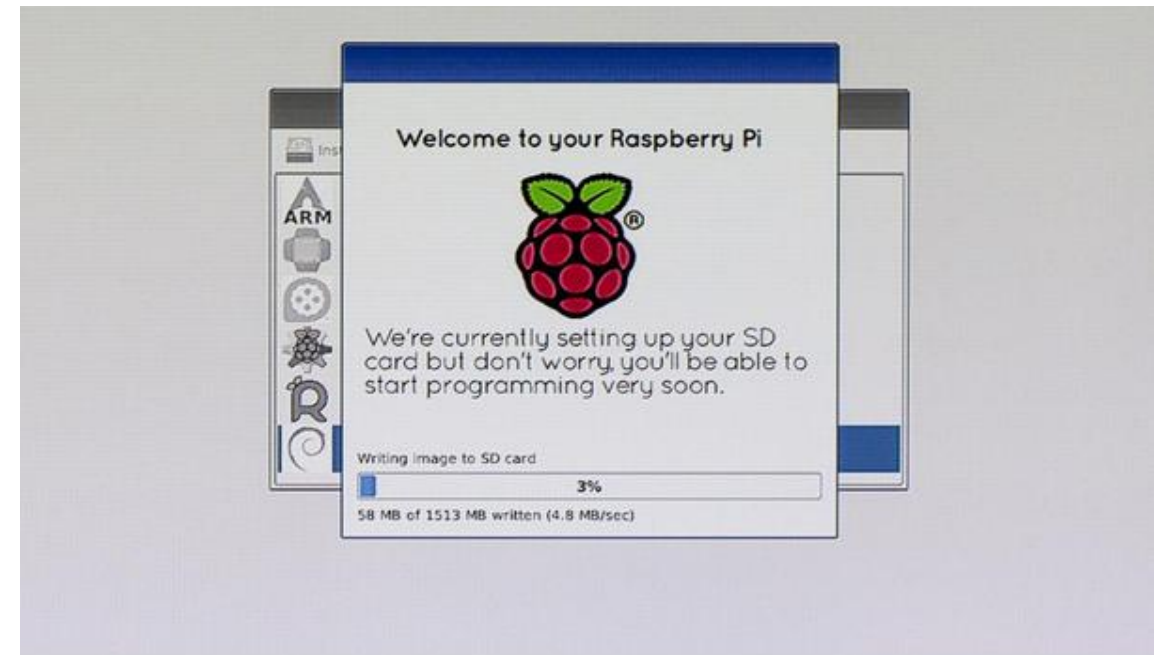 Inst
ARM
Welcome to your Raspberry Pi
®
We're currently setting up your SD
card but don't worry, you'll be able to
start programming very soon.
Writing image to SD card
3%
58 MB of 1513 MB written (4.8 MB/sec)